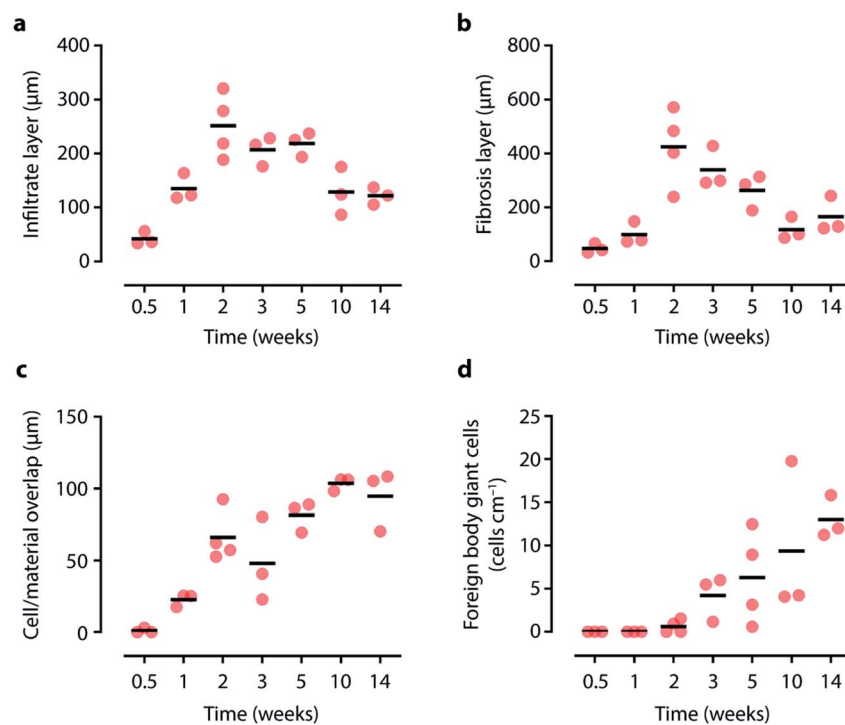 a
Infiltrate layer (μm)
400
300
200
100
0
0.5 1 2 3 5 10 14
Time (weeks)
b
Fibrosis layer (μm)
800
600
400
200
0
0.5 1 2 3 5 10 14
Time (weeks)
c
Cell/material overlap (μm)
150
100
50
0
0.5 1 2 3 5 10 14
Time (weeks)
d
Foreign body giant cells
(cells cm⁻¹)
25
20
15
10
5
0
0.5 1 2 3 5 10 14
Time (weeks)